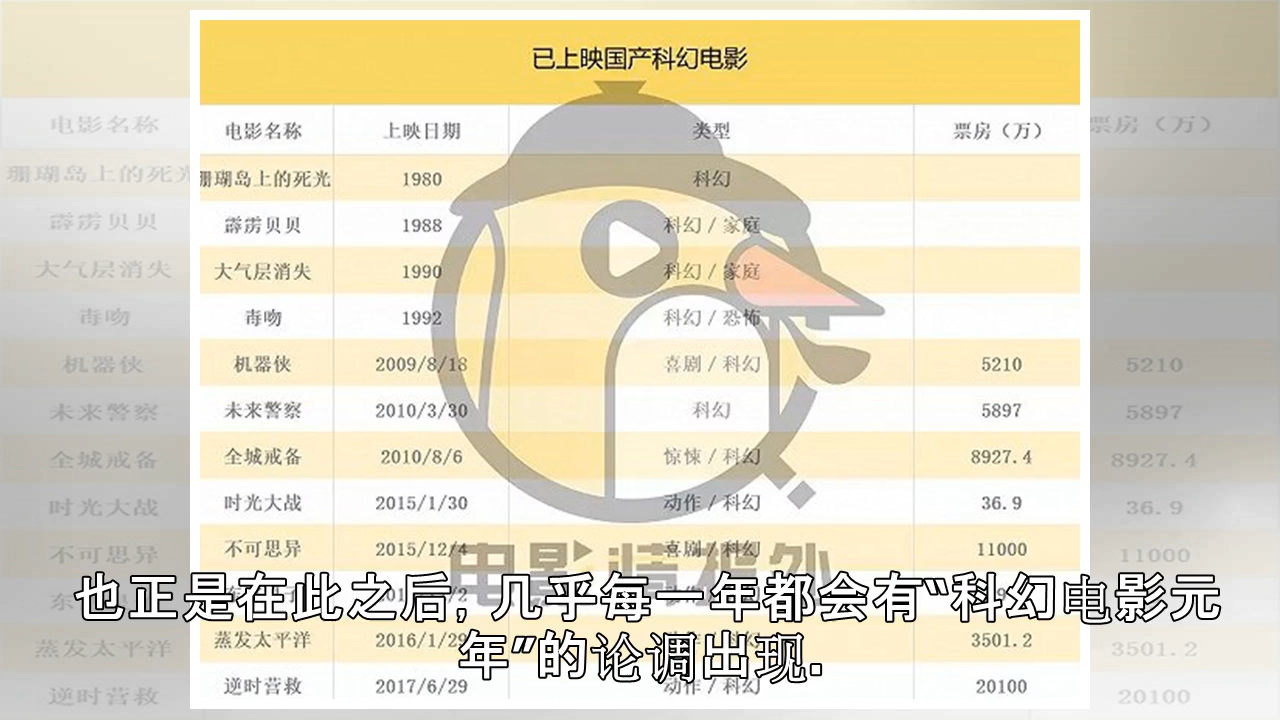 已上映国产科幻电影
电影名称 上映日期 类型 票房（万）
珊瑚岛上的死光 1980 科幻
霹雳贝贝 1988 科幻 / 家庭
大气层消失 1990 科幻 / 家庭
毒吻 1992 科幻 / 恐怖
机器侠 2009/8/18 喜剧 / 科幻 5210
未来警察 2010/3/30 科幻 5897
全城戒备 2010/8/6 惊悚 / 科幻 8927.4
时光大战 2015/1/30 动作 / 科幻 36.9
不可思异 2015/12/4 喜剧 / 科幻 11000
也正是在此之后, 几乎每一年都会有“科幻电影元
蒸发太平洋 2016/1/29 科幻 3501.2
年”的论调出现.
逆时营救 2017/6/29 动作 / 科幻 20100